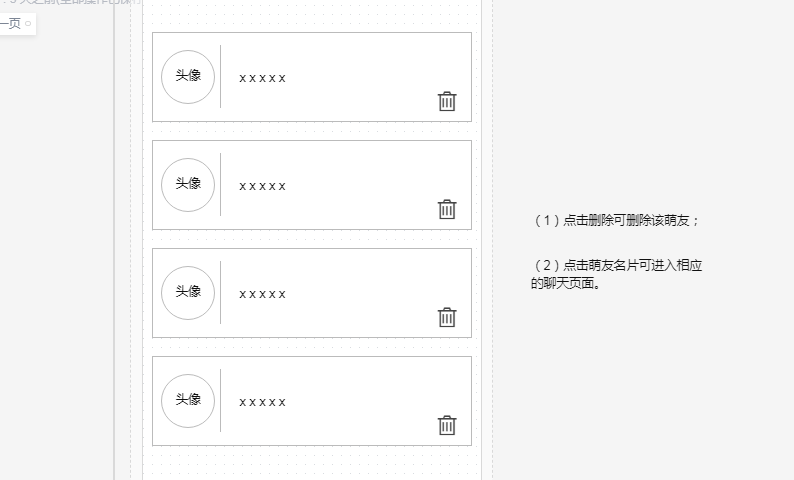 一页
头像
xxxxx
头像
xxxxx
（1）点击删除可删除该萌友；
（2）点击萌友名片可进入相应
的聊天页面。
头像
xxxxx
头像
xxxxx